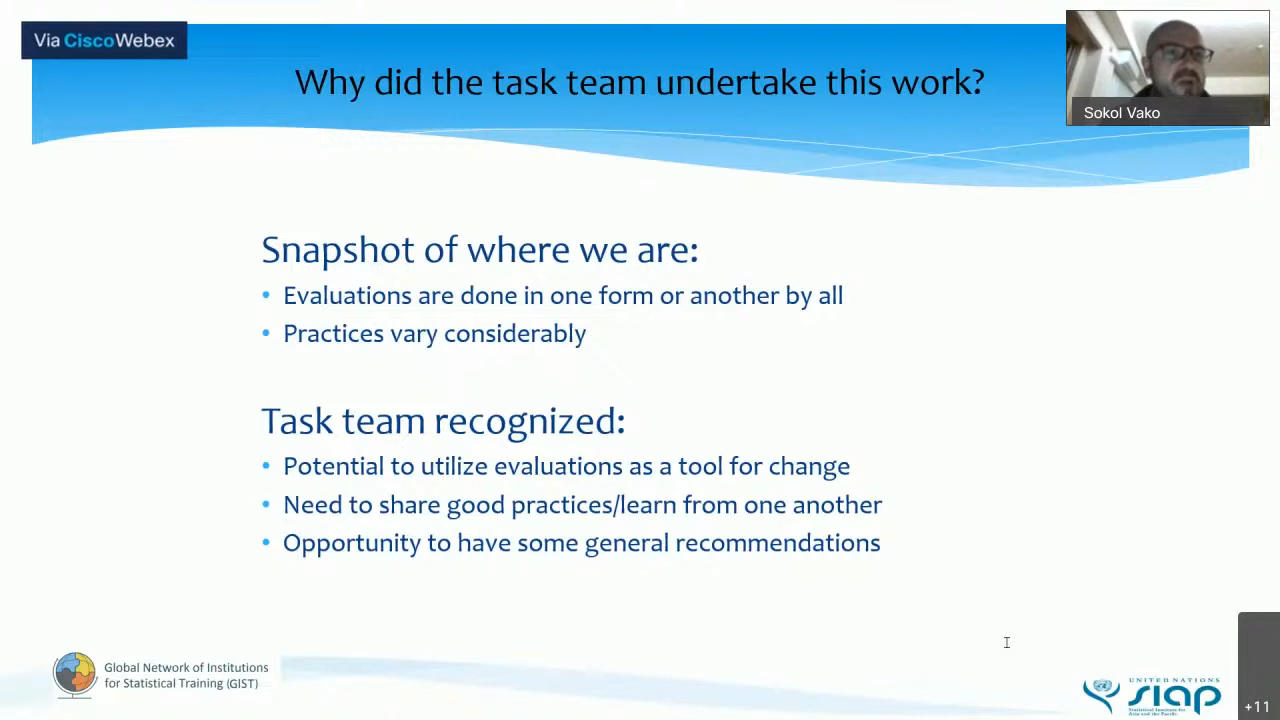 Via CiscoWebex
Why did the task team undertake this work?
Sokol Vako
Snapshot of where we are:
• Evaluations are done in one form or another by all
• Practices vary considerably
Task team recognized:
• Potential to utilize evaluations as a tool for change
• Need to share good practices/learn from one another
• Opportunity to have some general recommendations
Global Network of Institutions
for Statistical Training (GIST)
UNITED NATIONS
SIAP
Statistical Institute for
Asia and the Pacific
+11